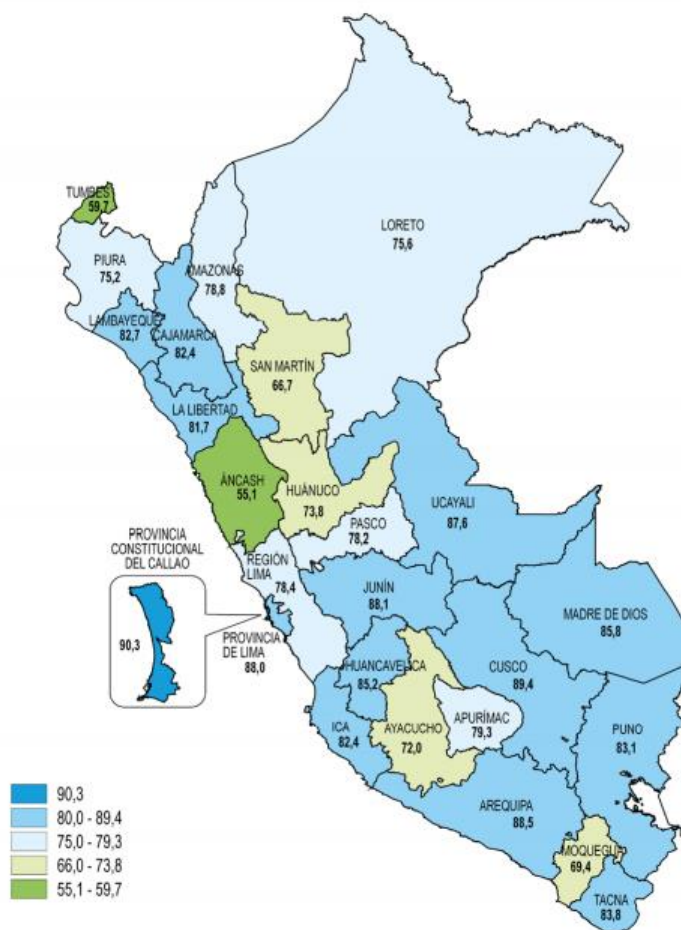 TUMBES
59,7
LORETO
75,6
PIURA
75,2
AMAZONAS
78,8
LAMBAYEQUE
82,7
CAJAMARCA
82,4
SAN MARTÍN
66,7
LA LIBERTAD
81,7
ÁNCASH
55,1
HUÁNUCO
73,8
UCAYALI
87,6
PASCO
78,2
PROVINCIA
CONSTITUCIONAL
DEL CALLAO
90,3
REGIÓN
LIMA
78,4
JUNÍN
88,1
MADRE DE DIOS
85,8
PROVINCIA
DE LIMA
88,0
HUANCAVELICA
85,2
CUSCO
89,4
ICA
82,4
AYACUCHO
72,0
APURÍMAC
79,3
PUNO
83,1
AREQUIPA
88,5
MOQUEGUA
69,4
TACNA
83,8
90,3
80,0 - 89,4
75,0 - 79,3
66,0 - 73,8
55,1 - 59,7